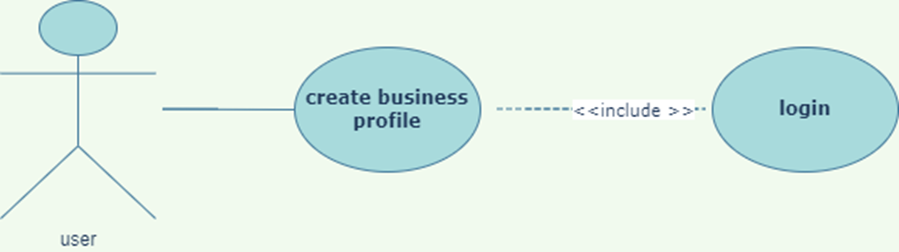 create business
profile
<<include >>
login
user